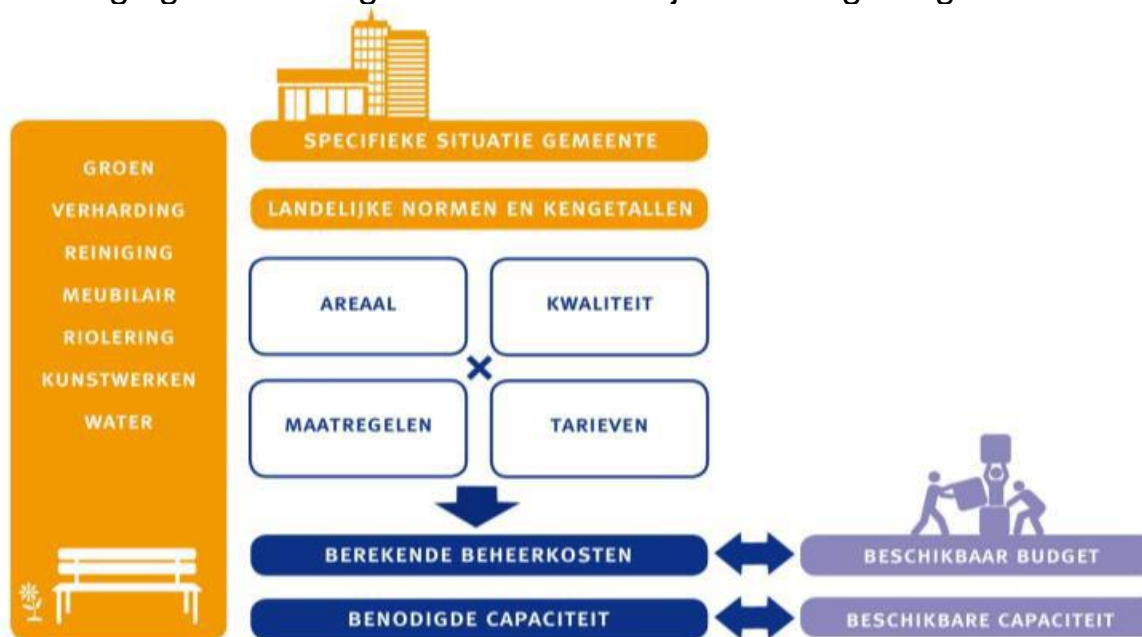 SPECIFIEKE SITUATIE GEMEENTE
LANDELIJKE NORMEN EN KENGETALLEN
GROEN
VERHARDING
REINIGING
MEUBILAIR
RIOLERING
KUNSTWERKEN
WATER
AREAAL
KWALITEIT
×
MAATREGELEN
TARIEVEN
BEREKENDE BEHEERKOSTEN
BESCHIKBAAR BUDGET
BENODIGDE CAPACITEIT
BESCHIKBARE CAPACITEIT